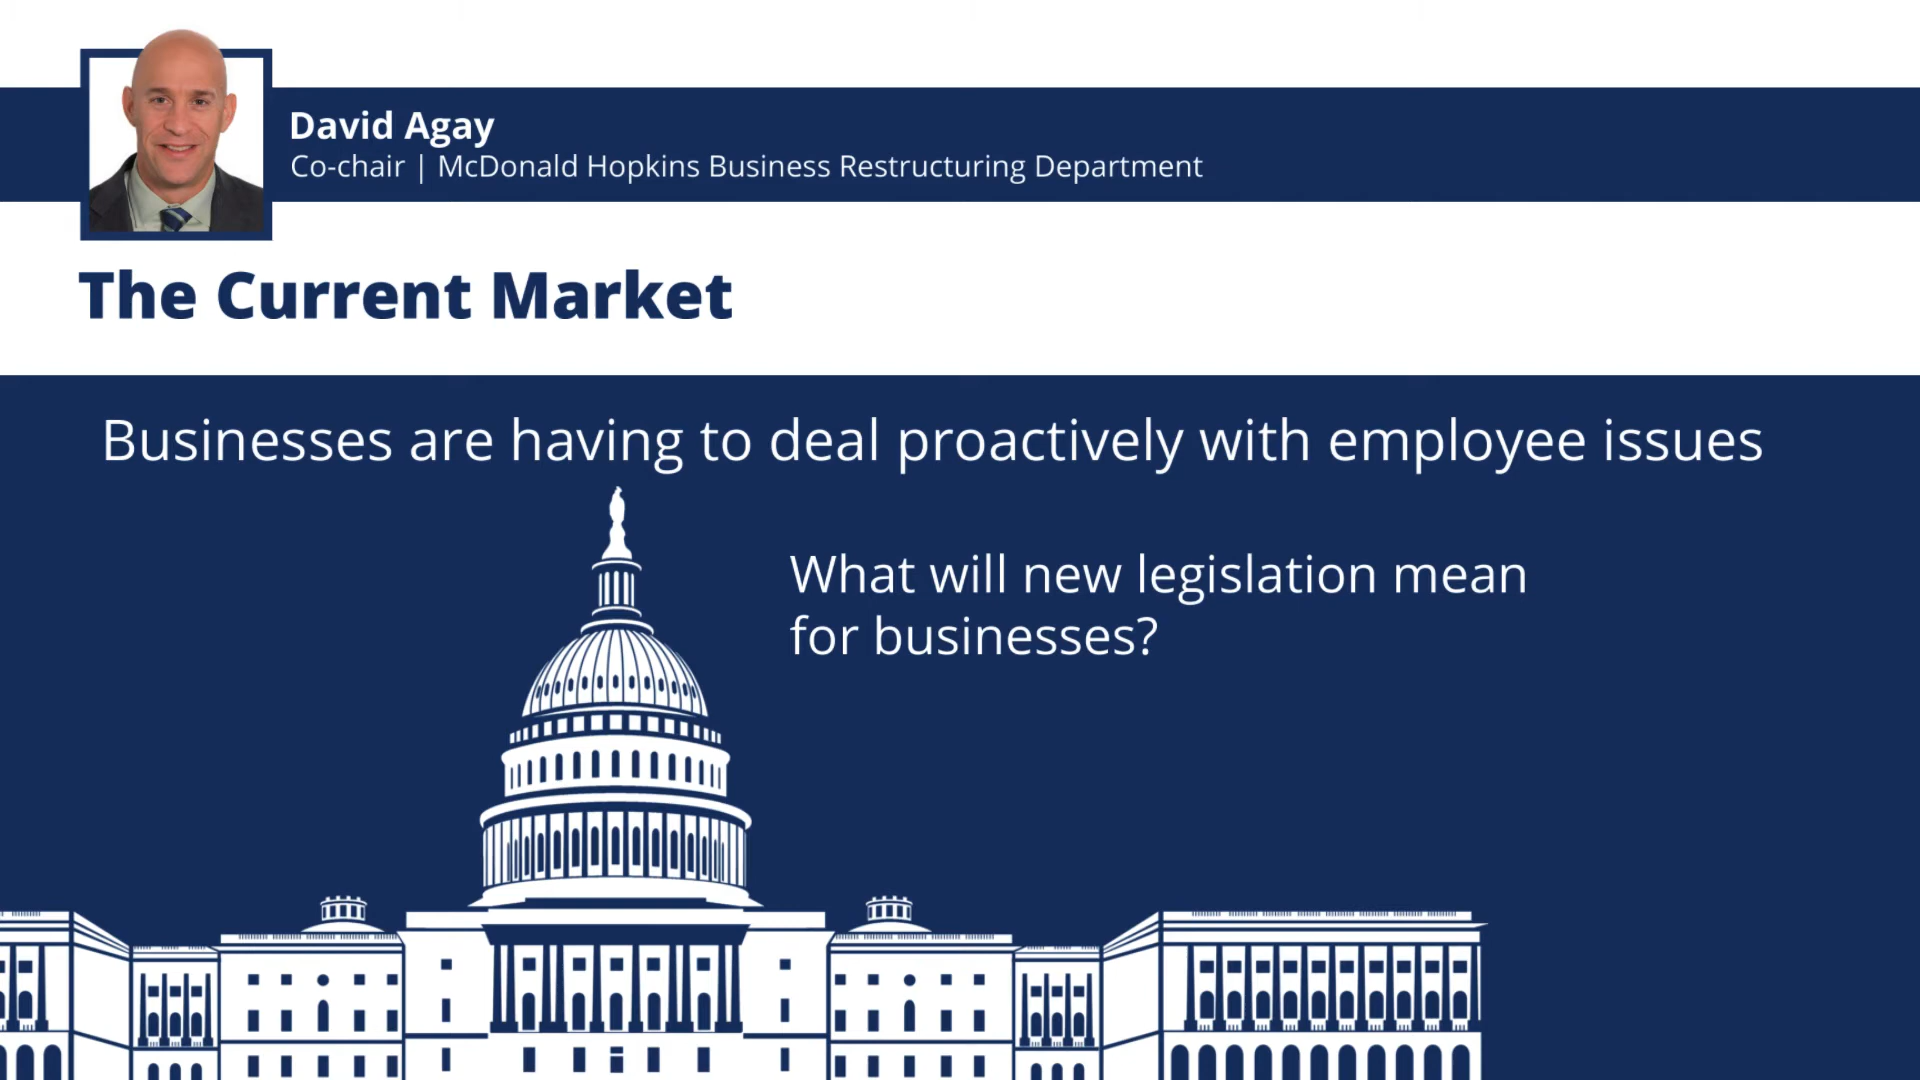 David Agay
Co-chair | McDonald Hopkins Business Restructuring Department
The Current Market
Businesses are having to deal proactively with employee issues
What will new legislation mean
for businesses?